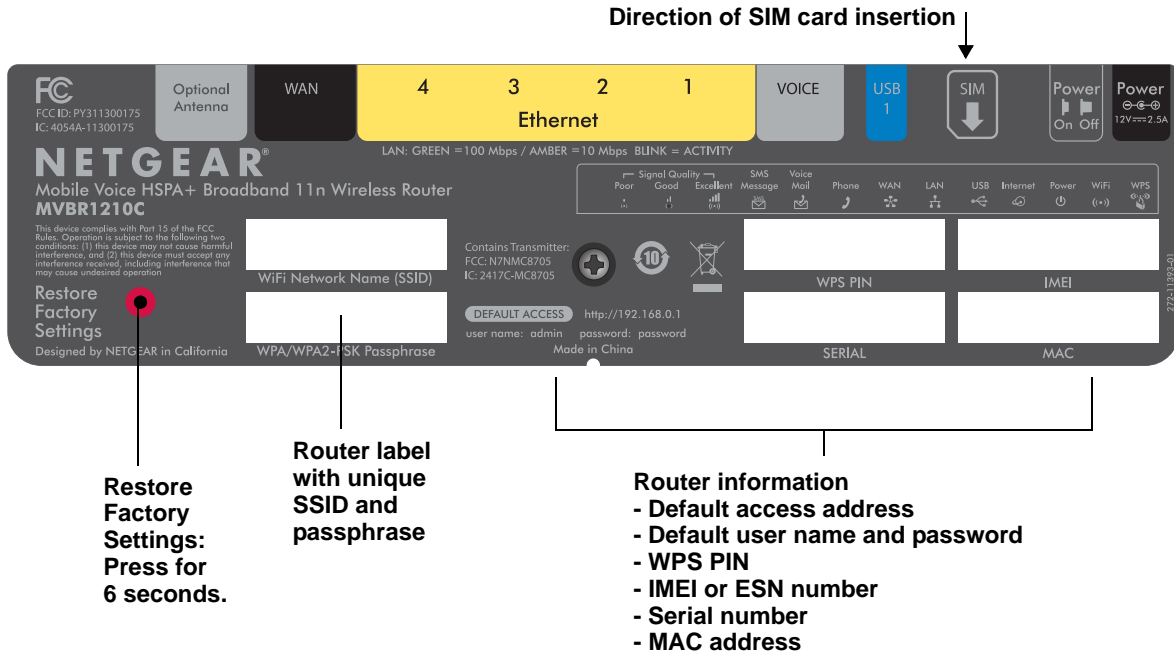 Direction of SIM card insertion
FC
FCC ID: PY311300175
IC: 4054A-11300175
Optional
Antenna
WAN
4 3 2 1
Ethernet
VOICE
USB
1
SIM
Power
On Off
Power
12V 2.5A
LAN: GREEN =100 Mbps / AMBER =10 Mbps BLINK = ACTIVITY
NETGEAR®
Mobile Voice HSPA+ Broadband 11n Wireless Router
MVBR1210C
Signal Quality
Poor Good Excellent
SMS
Message
Voice
Mail
Phone
WAN
LAN
USB
Internet
Power
WiFi
WPS
This device complies with Part 15 of the FCC
Rules. Operation is subject to the following two
conditions: (1) this device may not cause harmful
interference, and (2) this device must accept any
interference received, including interference that
may cause undesired operation
WiFi Network Name (SSID)
Contains Transmitter:
FCC: N7NMC8705
IC: 2417C-MC8705
10
WPS PIN
IMEI
272-11393-01
Restore
Factory
Settings
Designed by NETGEAR in California
WPA/WPA2-PSK Passphrase
DEFAULT ACCESS http://192.168.0.1
user name: admin password: password
Made in China
SERIAL
MAC
Restore
Factory
Settings:
Press for
6 seconds.
Router label
with unique
SSID and
passphrase
Router information
- Default access address
- Default user name and password
- WPS PIN
- IMEI or ESN number
- Serial number
- MAC address